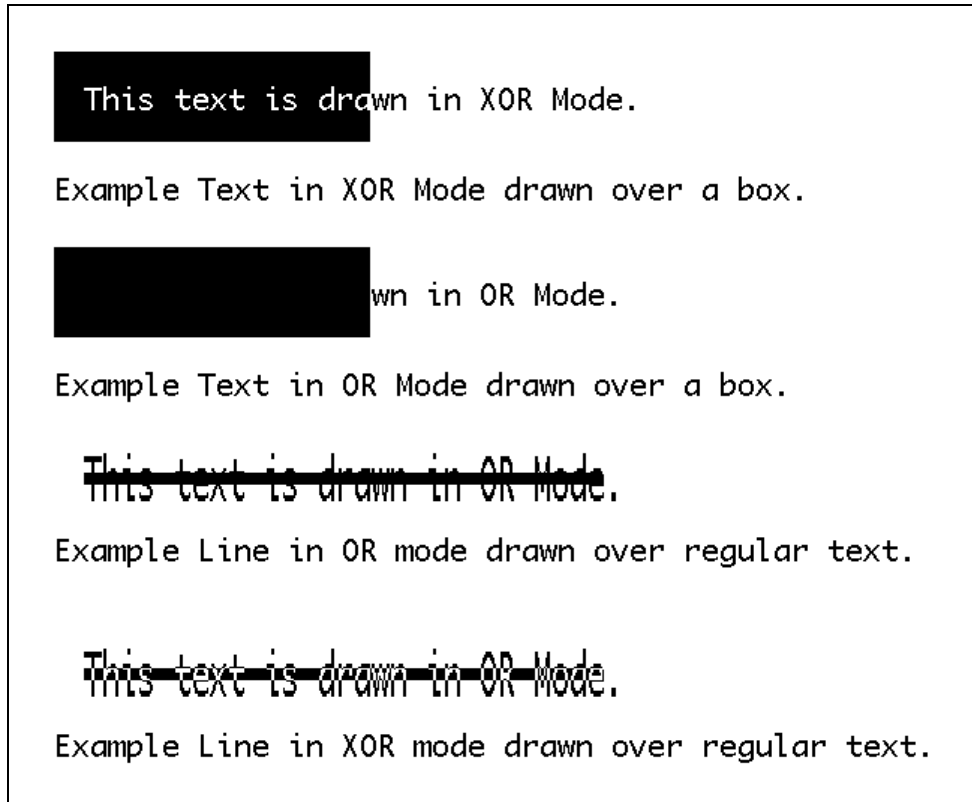 This text is drawn in XOR Mode.
Example Text in XOR Mode drawn over a box.
wn in OR Mode.
Example Text in OR Mode drawn over a box.
This text is drawn in OR Mode.
Example Line in OR mode drawn over regular text.
This text is drawn in OR Mode.
Example Line in XOR mode drawn over regular text.